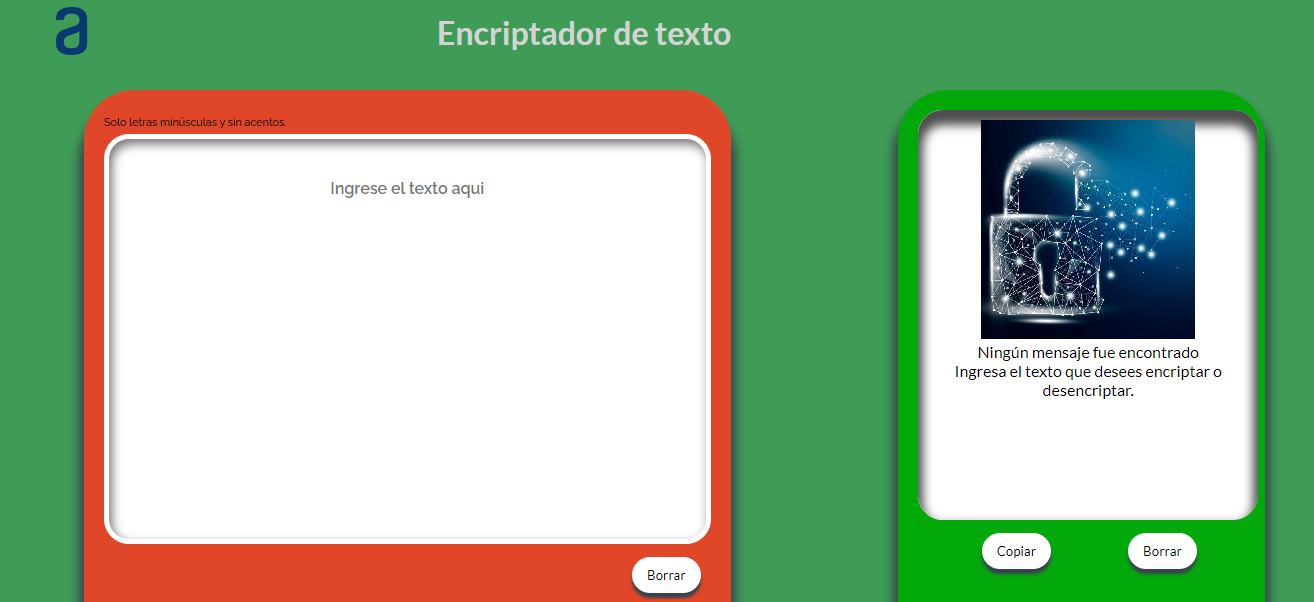 a
Encriptador de texto
Solo letras minúsculas y sin acentos.
Ingrese el texto aqui
Borrar
Ningún mensaje fue encontrado
Ingresa el texto que desees encriptar o
desencriptar.
Copiar
Borrar